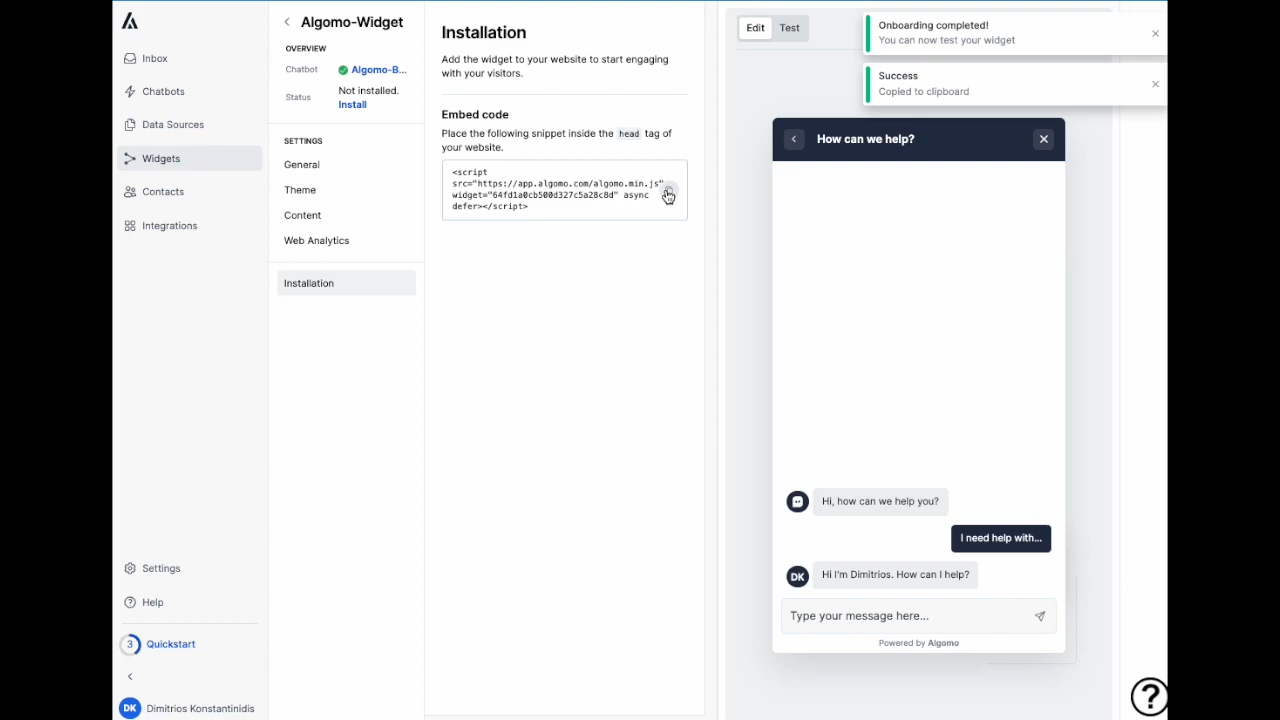 Inbox
Chatbots
Data Sources
Widgets
Contacts
Integrations
Settings
Help
3 Quickstart
DK Dimitrios Konstantinidis
Algomo-Widget
OVERVIEW
Chatbot Algomo-B...
Status Not installed.
Install
SETTINGS
General
Theme
Content
Web Analytics
Installation
Installation
Add the widget to your website to start engaging
with your visitors.
Embed code
Place the following snippet inside the head tag of
your website.
<script
src="https://app.algomo.com/algomo.min.js"
widget="64fd1a0cb500d327c5a28c8d" async
defer></script>
Edit Test
Onboarding completed!
You can now test your widget
Success
Copied to clipboard
How can we help?
Hi, how can we help you?
I need help with...
DK Hi I'm Dimitrios. How can I help?
Type your message here...
Powered by Algomo
?